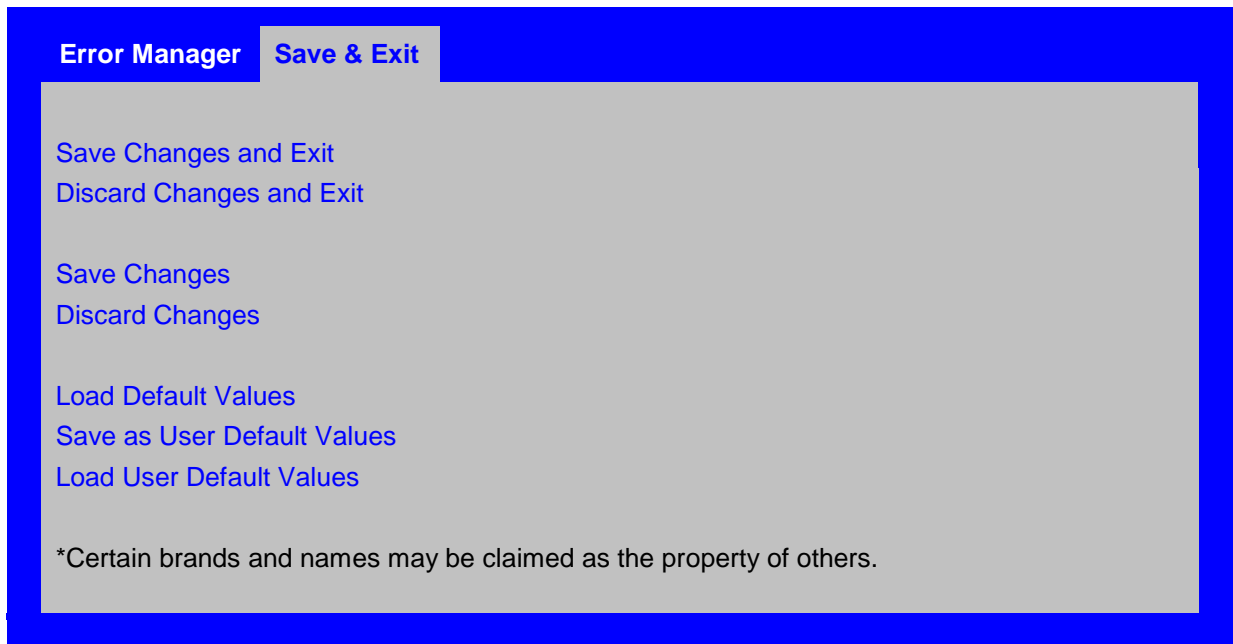 Error Manager Save & Exit
Save Changes and Exit
Discard Changes and Exit
Save Changes
Discard Changes
Load Default Values
Save as User Default Values
Load User Default Values
*Certain brands and names may be claimed as the property of others.